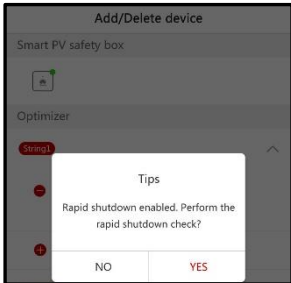 Add/Delete device
Smart PV safety box
Optimizer
String1
Tips
Rapid shutdown enabled. Perform the
rapid shutdown check?
NO YES